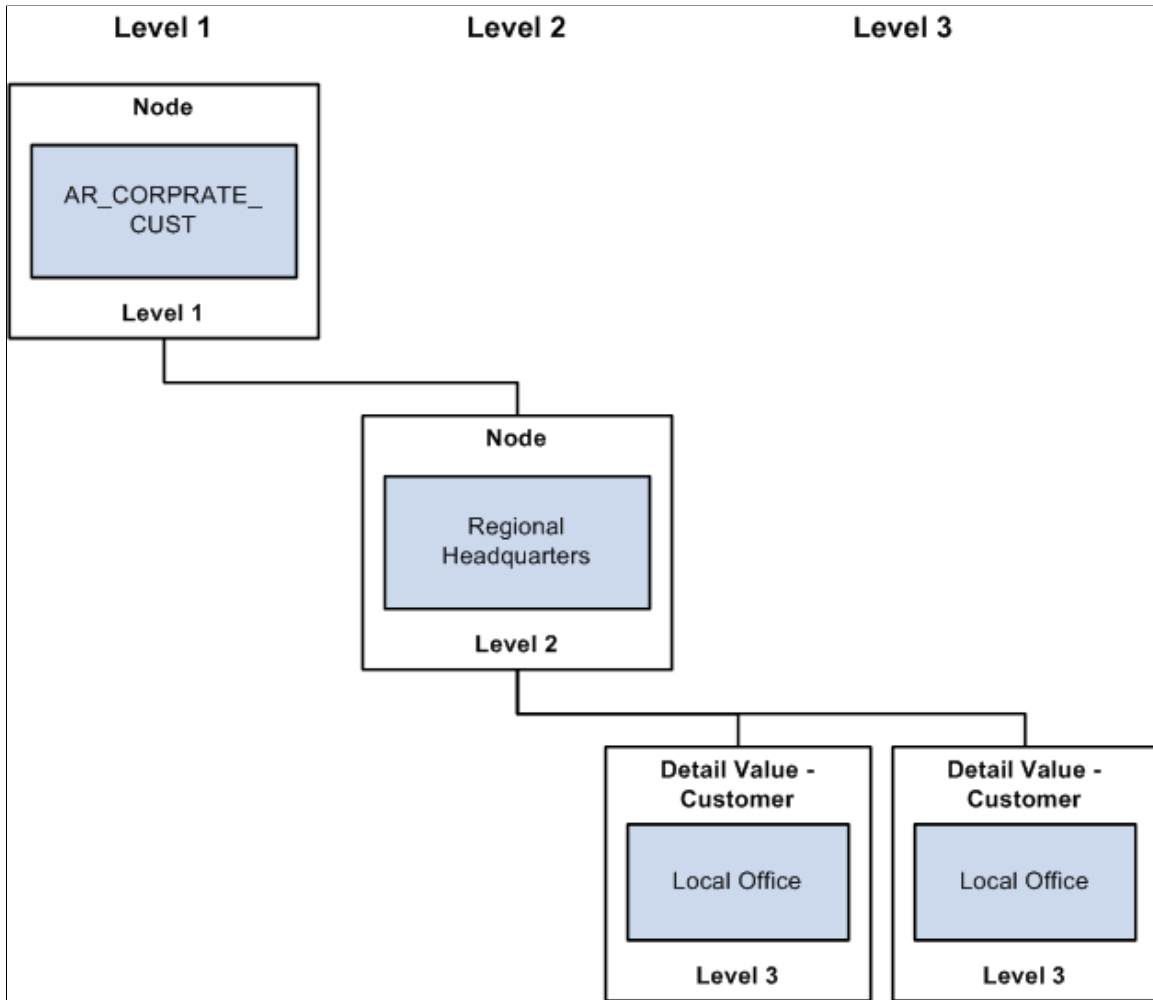 Level 1
Level 2
Level 3
Node
AR_CORPRATE_
CUST
Level 1
Node
Regional
Headquarters
Level 2
Detail Value -
Customer
Local Office
Level 3
Detail Value -
Customer
Local Office
Level 3